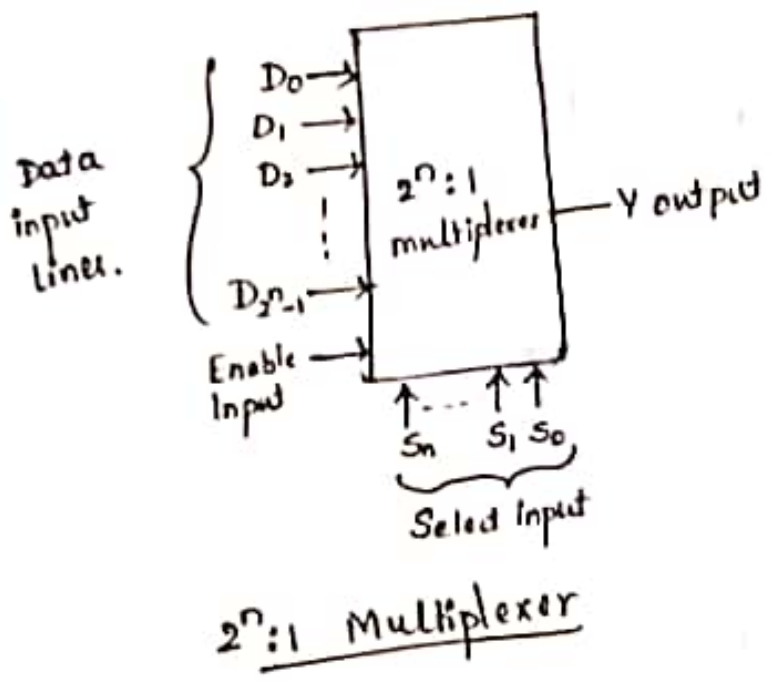 D₀
D₁
D₂
D₂ⁿ₋₁
Data
input
lines.
Enable
Input
2ⁿ:1
multiplexer
Y output
Sₙ
S₁ S₀
Select input
2ⁿ:1 Multiplexer